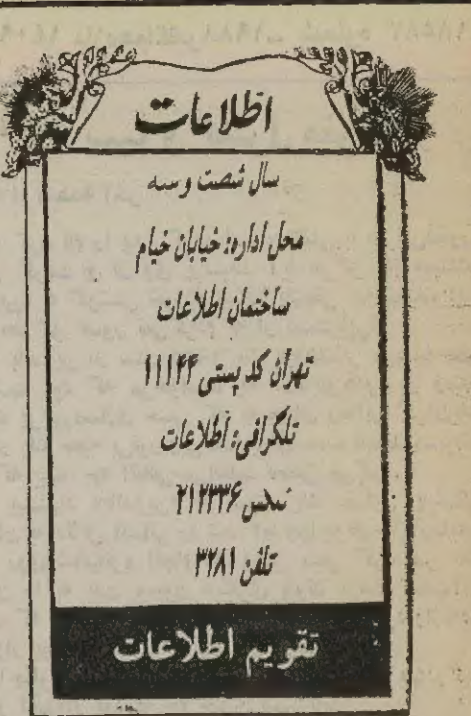 اطلاعات
سال شصت و سه
محل اداره: خیابان خیام
ساختمان اطلاعات
تهران کد پستی ۱۱۱۴۴
تلگرافی: اطلاعات
تلکس ۲۱۲۳۳۶
تلفن ۳۲۸۱
تقویم اطلاعات